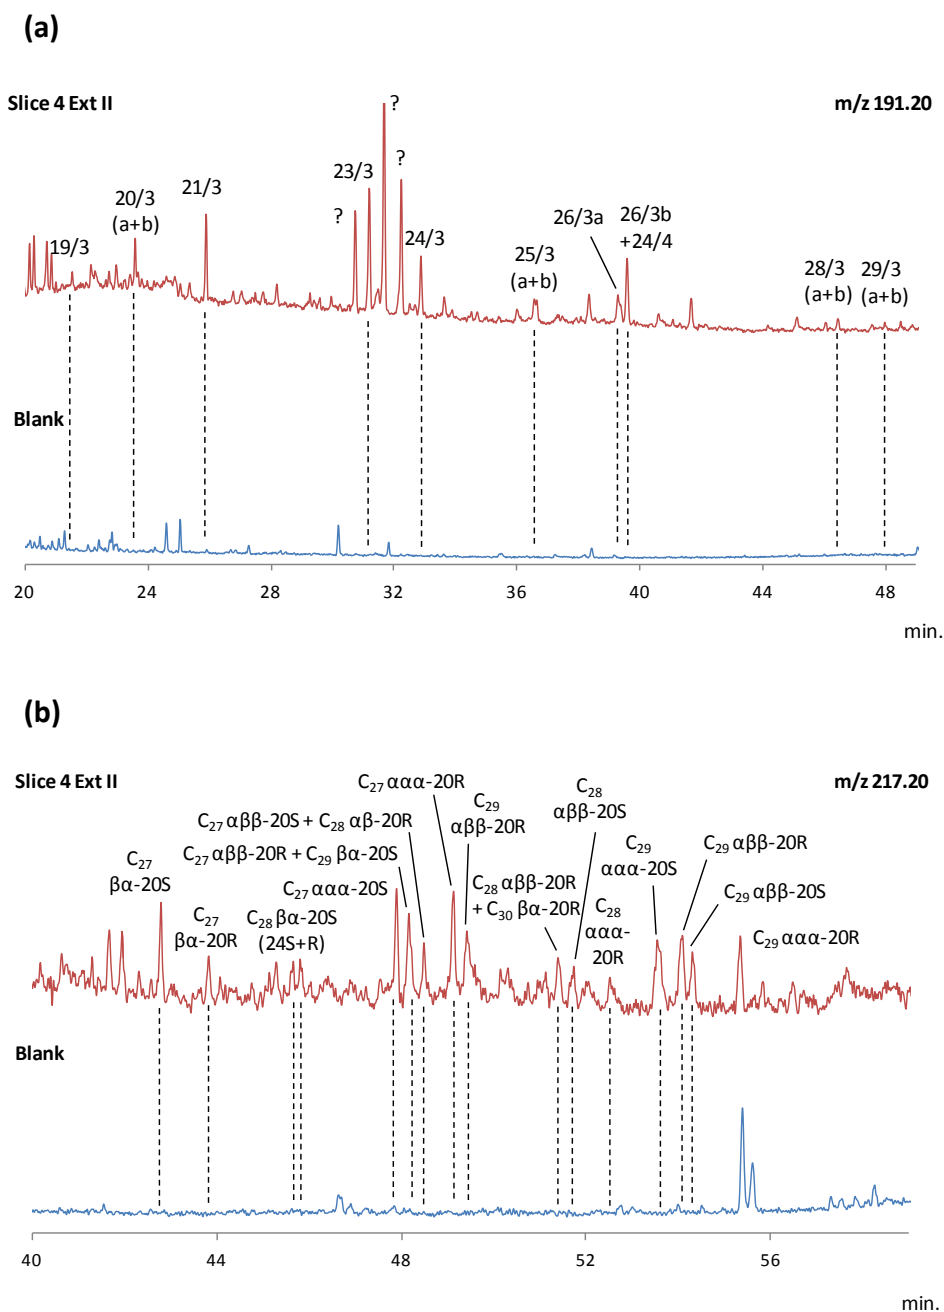 (a)
Slice 4 Ext II
m/z 191.20
?
?
?
19/3
20/3
(a+b)
21/3
23/3
24/3
25/3
(a+b)
26/3a
26/3b
+24/4
28/3
(a+b)
29/3
(a+b)
Blank
20 24 28 32 36 40 44 48
min.
(b)
Slice 4 Ext II
m/z 217.20
C₂₇
βα-20S
C₂₇
βα-20R
C₂₈ βα-20S
(24S+R)
C₂₇ ααα-20S
C₂₇ αββ-20R + C₂₉ βα-20S
C₂₇ αββ-20S + C₂₈ αβ-20R
C₂₇ ααα-20R
C₂₉
αββ-20R
C₂₈ αββ-20R
+ C₃₀ βα-20R
C₂₈
αββ-20S
C₂₈
ααα-
20R
C₂₉
ααα-20S
C₂₉ αββ-20R
C₂₉ αββ-20S
C₂₉ ααα-20R
Blank
40 44 48 52 56
min.